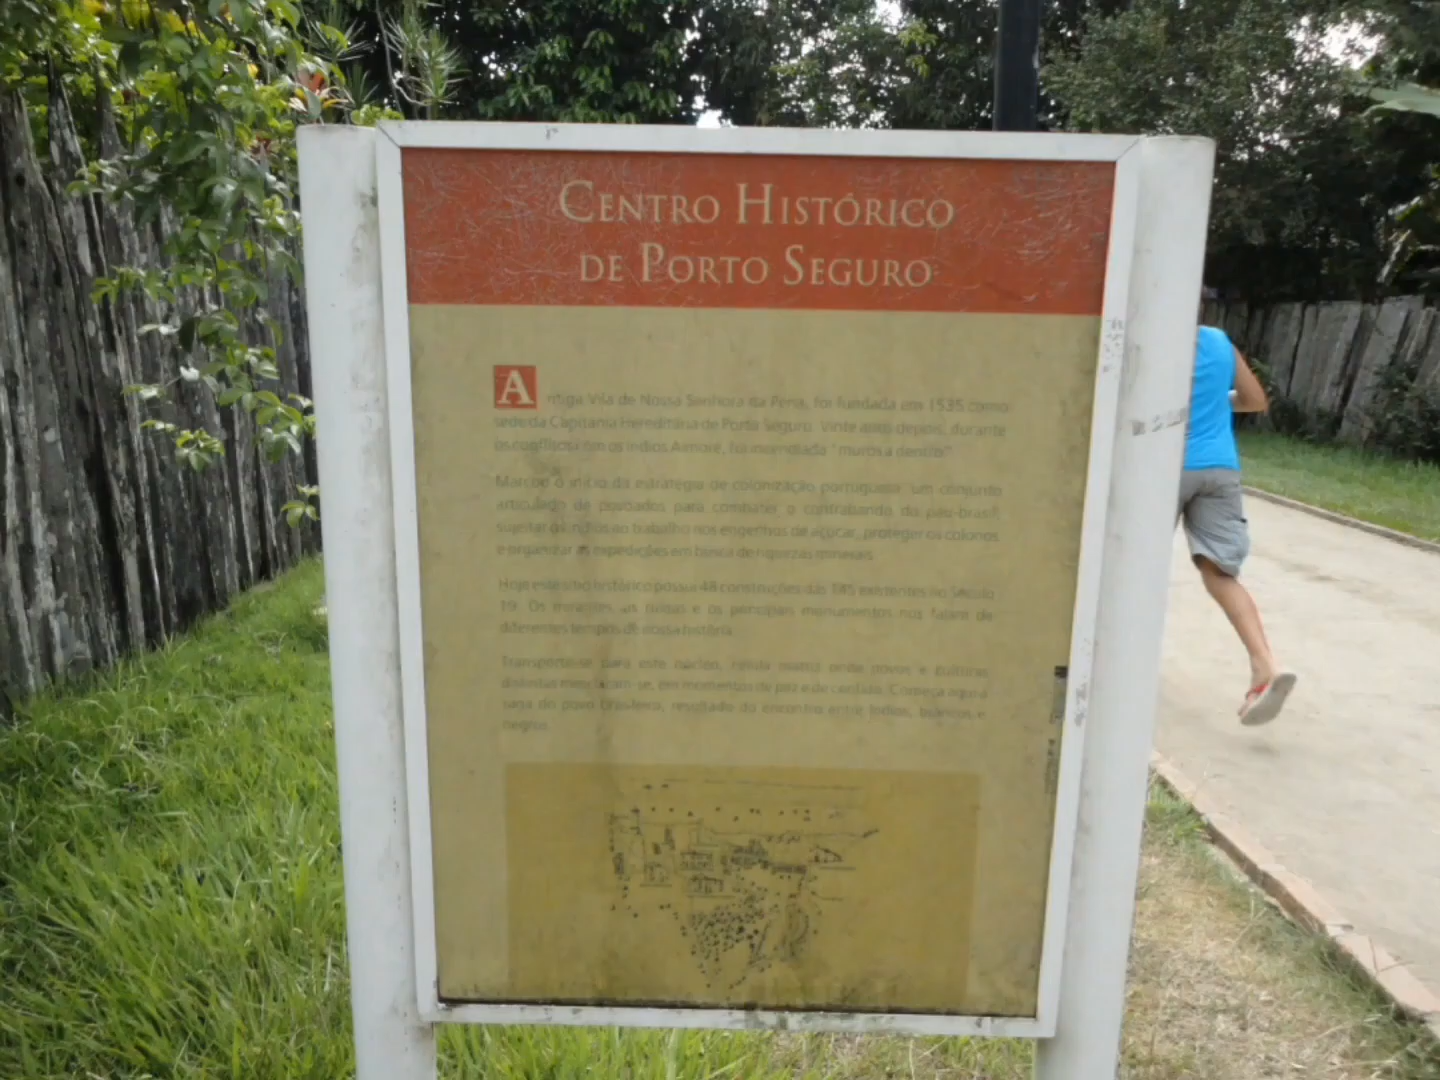 CENTRO HISTÓRICO
DE PORTO SEGURO
Antiga Vila de Nossa Senhora da Pena, foi fundada em 1535 como
sede da Capitania Hereditária de Porto Seguro. Vinte anos depois, durante
os conflitos com os índios Aimoré, foi incendiada "muros a dentro"
Marcou o início da estratégia de colonização portuguesa: um conjunto
articulado de povoados para combater o contrabando do pau-brasil,
sujeitar os índios ao trabalho nos engenhos de açúcar, proteger os colonos
e organizar as expedições em busca de riquezas minerais.
Hoje este sítio histórico possui 48 construções das 185 existentes no Século
19. Os mirantes, as ruínas e os principais monumentos nos falam de
diferentes tempos de nossa história.
Transporte-se para este núcleo, célula matriz onde povos e culturas
distintas mesclaram-se, em momentos de paz e de conflito. Começa aqui a
saga do povo brasileiro, resultado do encontro entre índios, brancos e
negros.